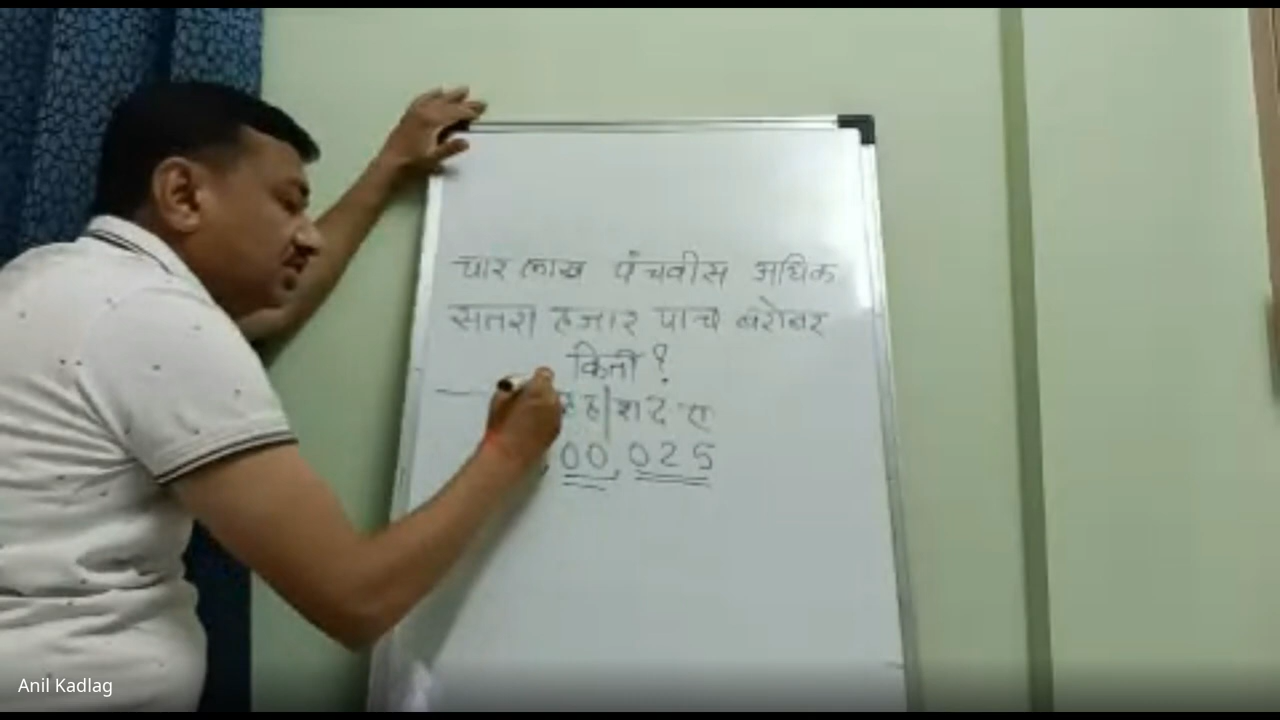 चार लाख पंचवीस अधिक
सतरा हजार पाच बरोबर
किती ?
ह | श द ए
00,025
Anil Kadlag